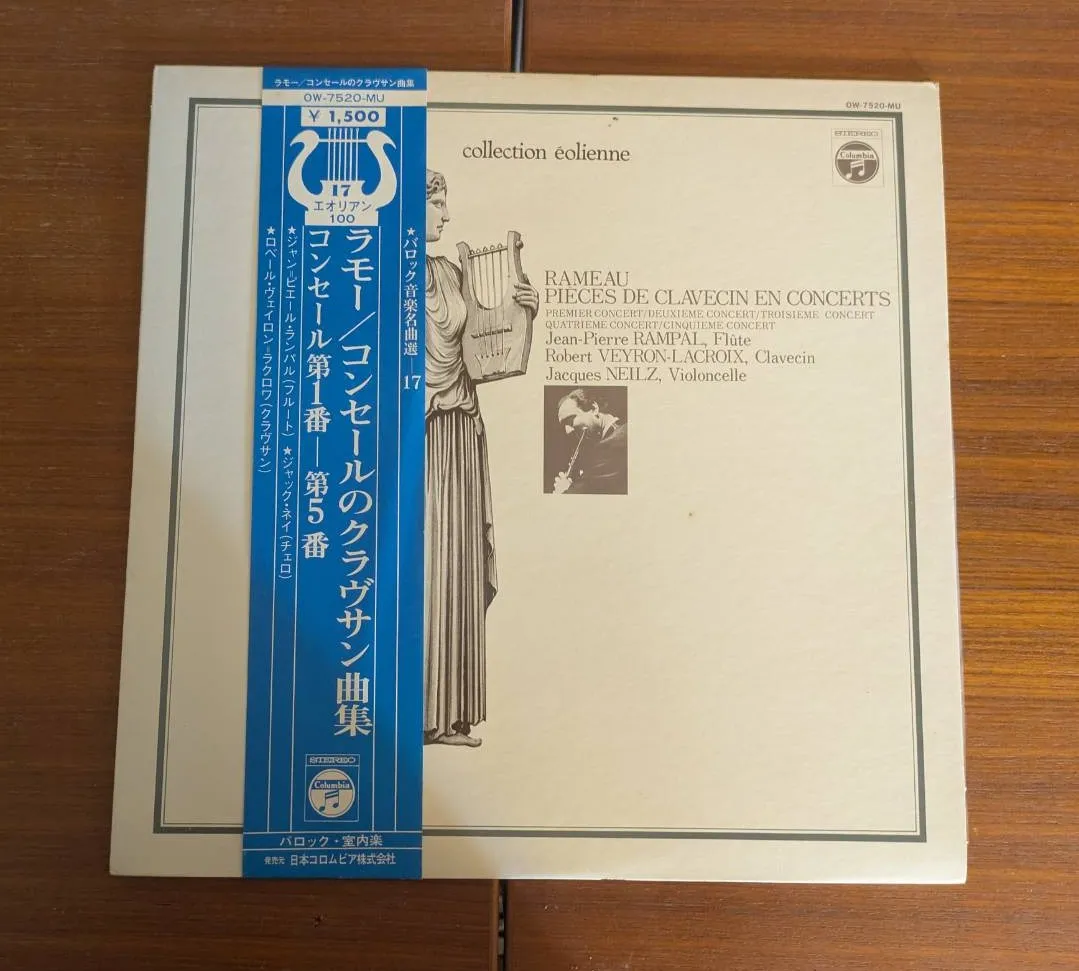 ラモー／コンセールのクラヴサン曲集
OW-7520-MU
¥ 1,500
17
エオリアン
100
★バロック音楽名曲選—17
ラモー／コンセールのクラヴサン曲集
コンセール第1番—第5番
★ジャン=ピエール・ランパル(フルート) ★ジャック・ネイ(チェロ)
★ロベール・ヴェイロン=ラクロワ(クラヴサン)
STEREO
Columbia
バロック・室内楽
発売元 日本コロムビア株式会社
OW-7520-MU
STEREO
Columbia
collection éolienne
RAMEAU
PIÈCES DE CLAVECIN EN CONCERTS
PREMIER CONCERT/DEUXIÈME CONCERT/TROISIÈME CONCERT
QUATRIÈME CONCERT/CINQUIÈME CONCERT
Jean-Pierre RAMPAL, Flûte
Robert VEYRON-LACROIX, Clavecin
Jacques NEILZ, Violoncelle